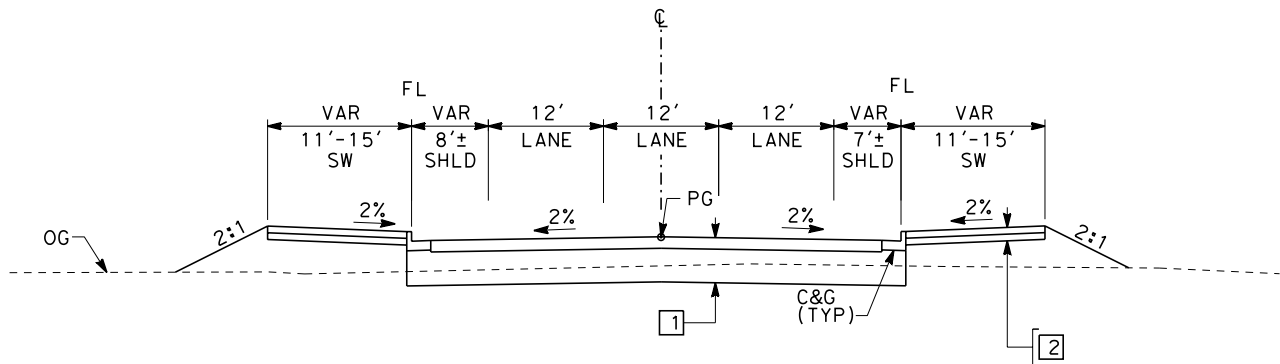 ℄
FL
FL
VAR
VAR
12'
12'
12'
VAR
VAR
11'-15'
8'±
LANE
LANE
LANE
7'±
11'-15'
SW
SHLD
SHLD
SW
PG
2%
2%
2%
2%
OG
2:1
2:1
C&G
(TYP)
1
2